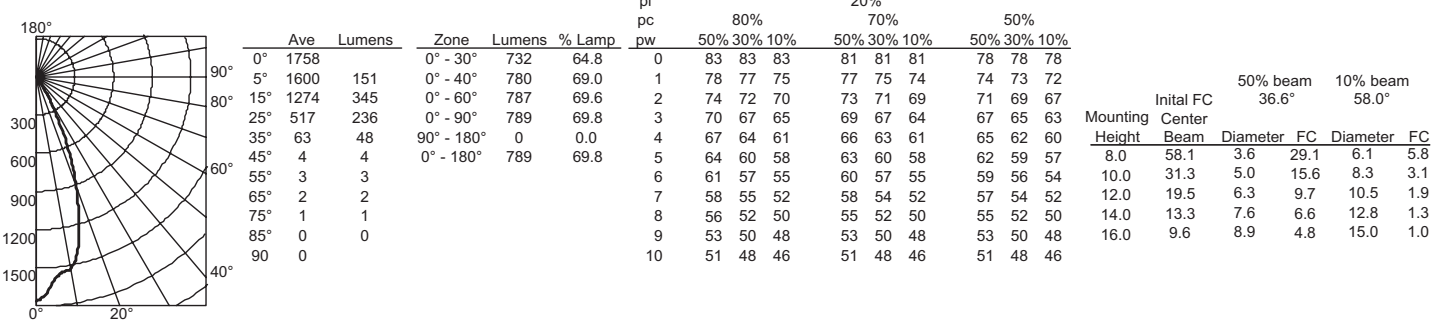 pf 20%
pc 80% 70% 50%
180° Ave Lumens Zone Lumens % Lamp pw 50% 30% 10% 50% 30% 10% 50% 30% 10%
0° 1758 0° - 30° 732 64.8 0 83 83 83 81 81 81 78 78 78
90° 5° 1600 151 0° - 40° 780 69.0 1 78 77 75 77 75 74 74 73 72
80° 15° 1274 345 0° - 60° 787 69.6 2 74 72 70 73 71 69 71 69 67
300 25° 517 236 0° - 90° 789 69.8 3 70 67 65 69 67 64 67 65 63
35° 63 48 90° - 180° 0 0.0 4 67 64 61 66 63 61 65 62 60
600 45° 4 4 0° - 180° 789 69.8 5 64 60 58 63 60 58 62 59 57
60° 55° 3 3 6 61 57 55 60 57 55 59 56 54
900 65° 2 2 7 58 55 52 58 54 52 57 54 52
75° 1 1 8 56 52 50 55 52 50 55 52 50
1200 85° 0 0 9 53 50 48 53 50 48 53 50 48
90 0 10 51 48 46 51 48 46 51 48 46
1500 40°
0° 20°
50% beam 10% beam
Inital FC 36.6° 58.0°
Mounting Center
Height Beam Diameter FC Diameter FC
8.0 58.1 3.6 29.1 6.1 5.8
10.0 31.3 5.0 15.6 8.3 3.1
12.0 19.5 6.3 9.7 10.5 1.9
14.0 13.3 7.6 6.6 12.8 1.3
16.0 9.6 8.9 4.8 15.0 1.0